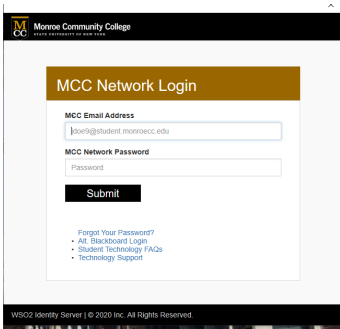 MCC Monroe Community College
STATE UNIVERSITY OF NEW YORK
MCC Network Login
MCC Email Address
jdoe9@student.monroecc.edu
MCC Network Password
Password
Submit
Forgot Your Password?
• Alt. Blackboard Login
• Student Technology FAQs
• Technology Support
WSO2 Identity Server | © 2020 Inc. All Rights Reserved.